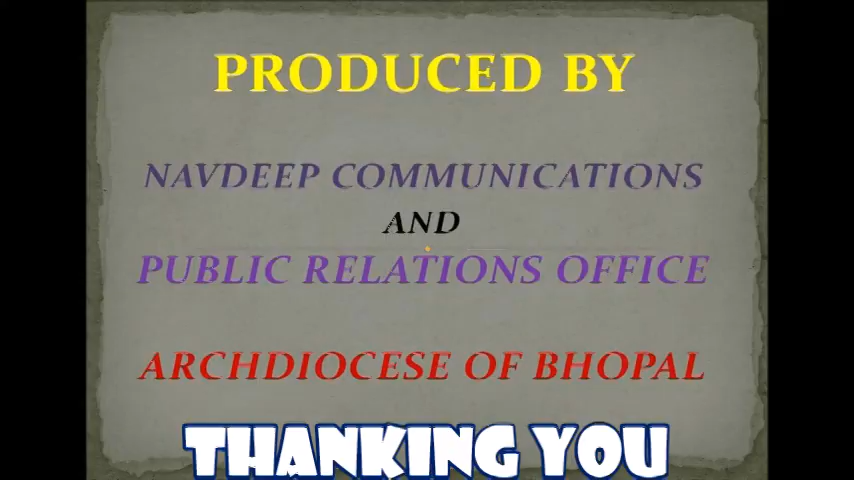 PRODUCED BY
NAVDEEP COMMUNICATIONS
AND
PUBLIC RELATIONS OFFICE
ARCHDIOCESE OF BHOPAL
THANKING YOU